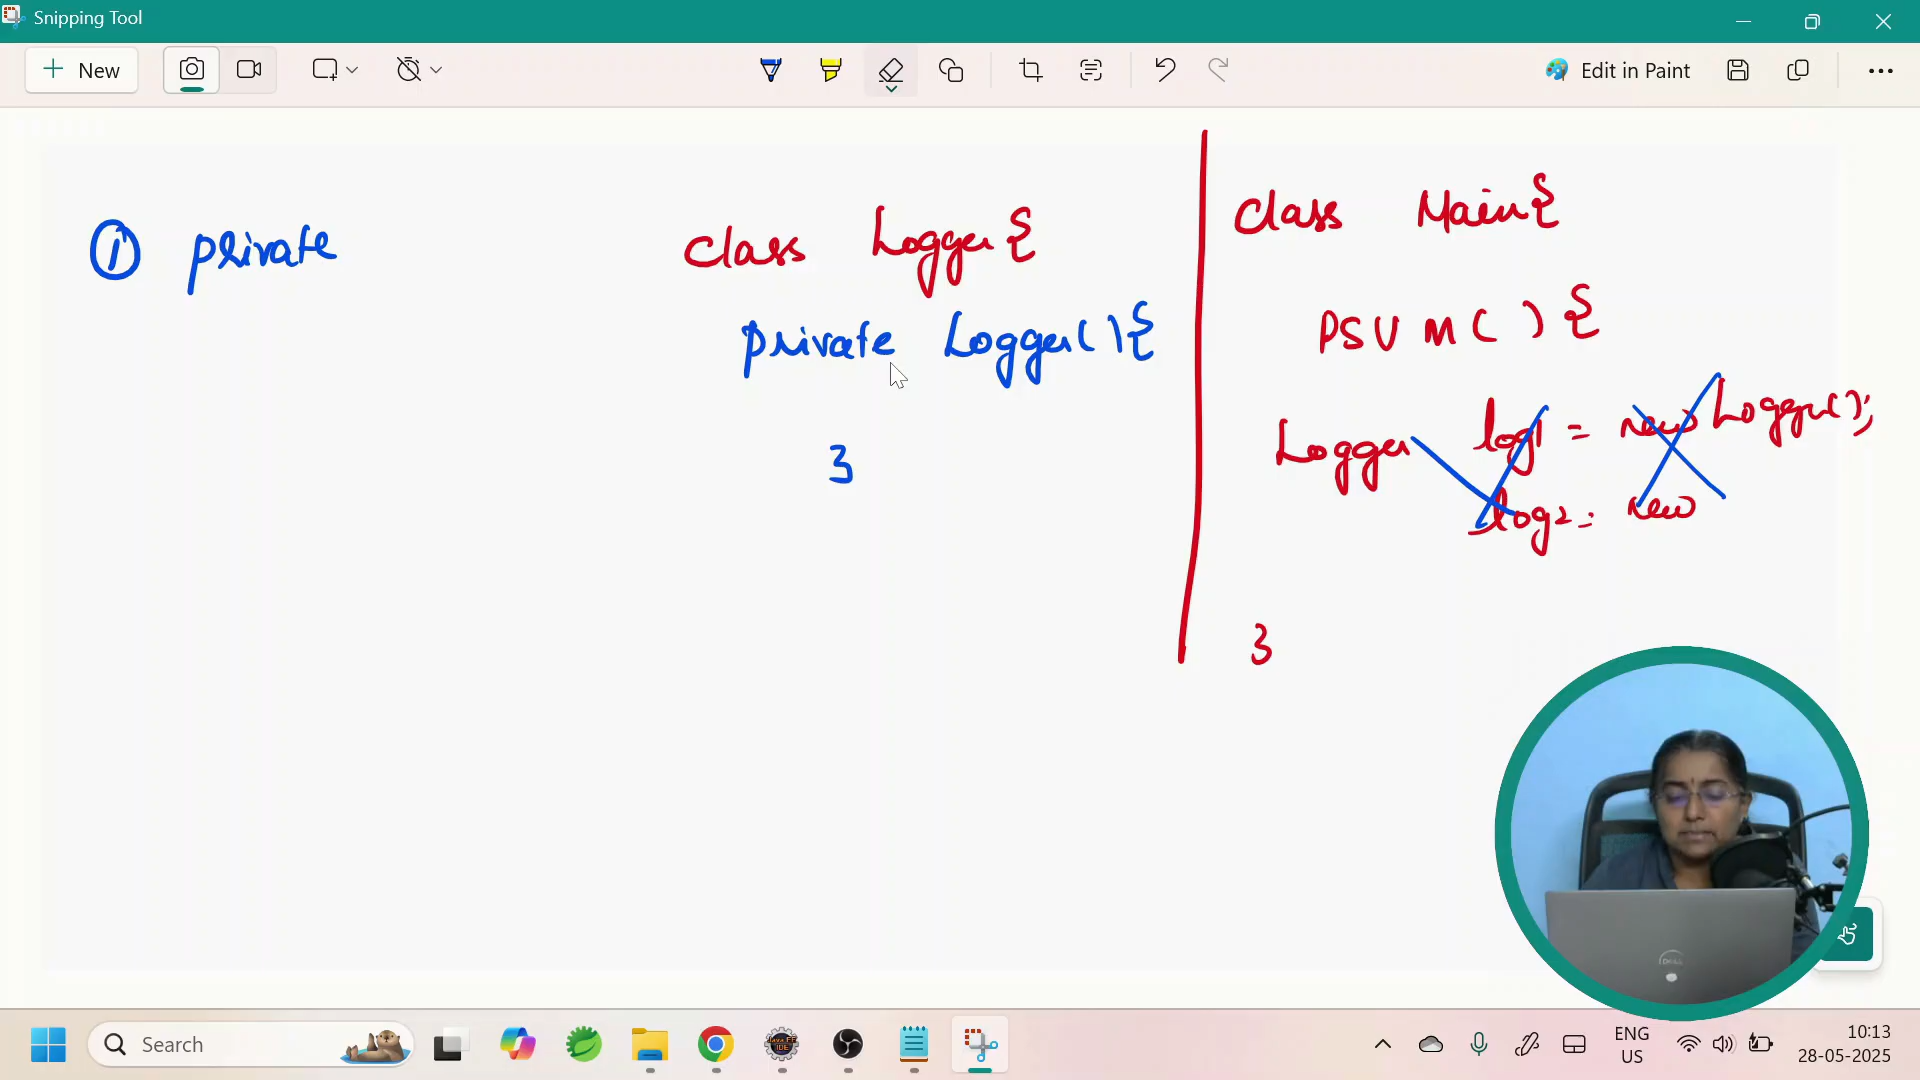 Snipping Tool
New
Edit in Paint
① private
class Logger{
private Logger(){
}
class Main{
PSVM( ) {
Logger log1 = new Logger();
log2 = new
}
DELL
Search
ENG
US
10:13
28-05-2025